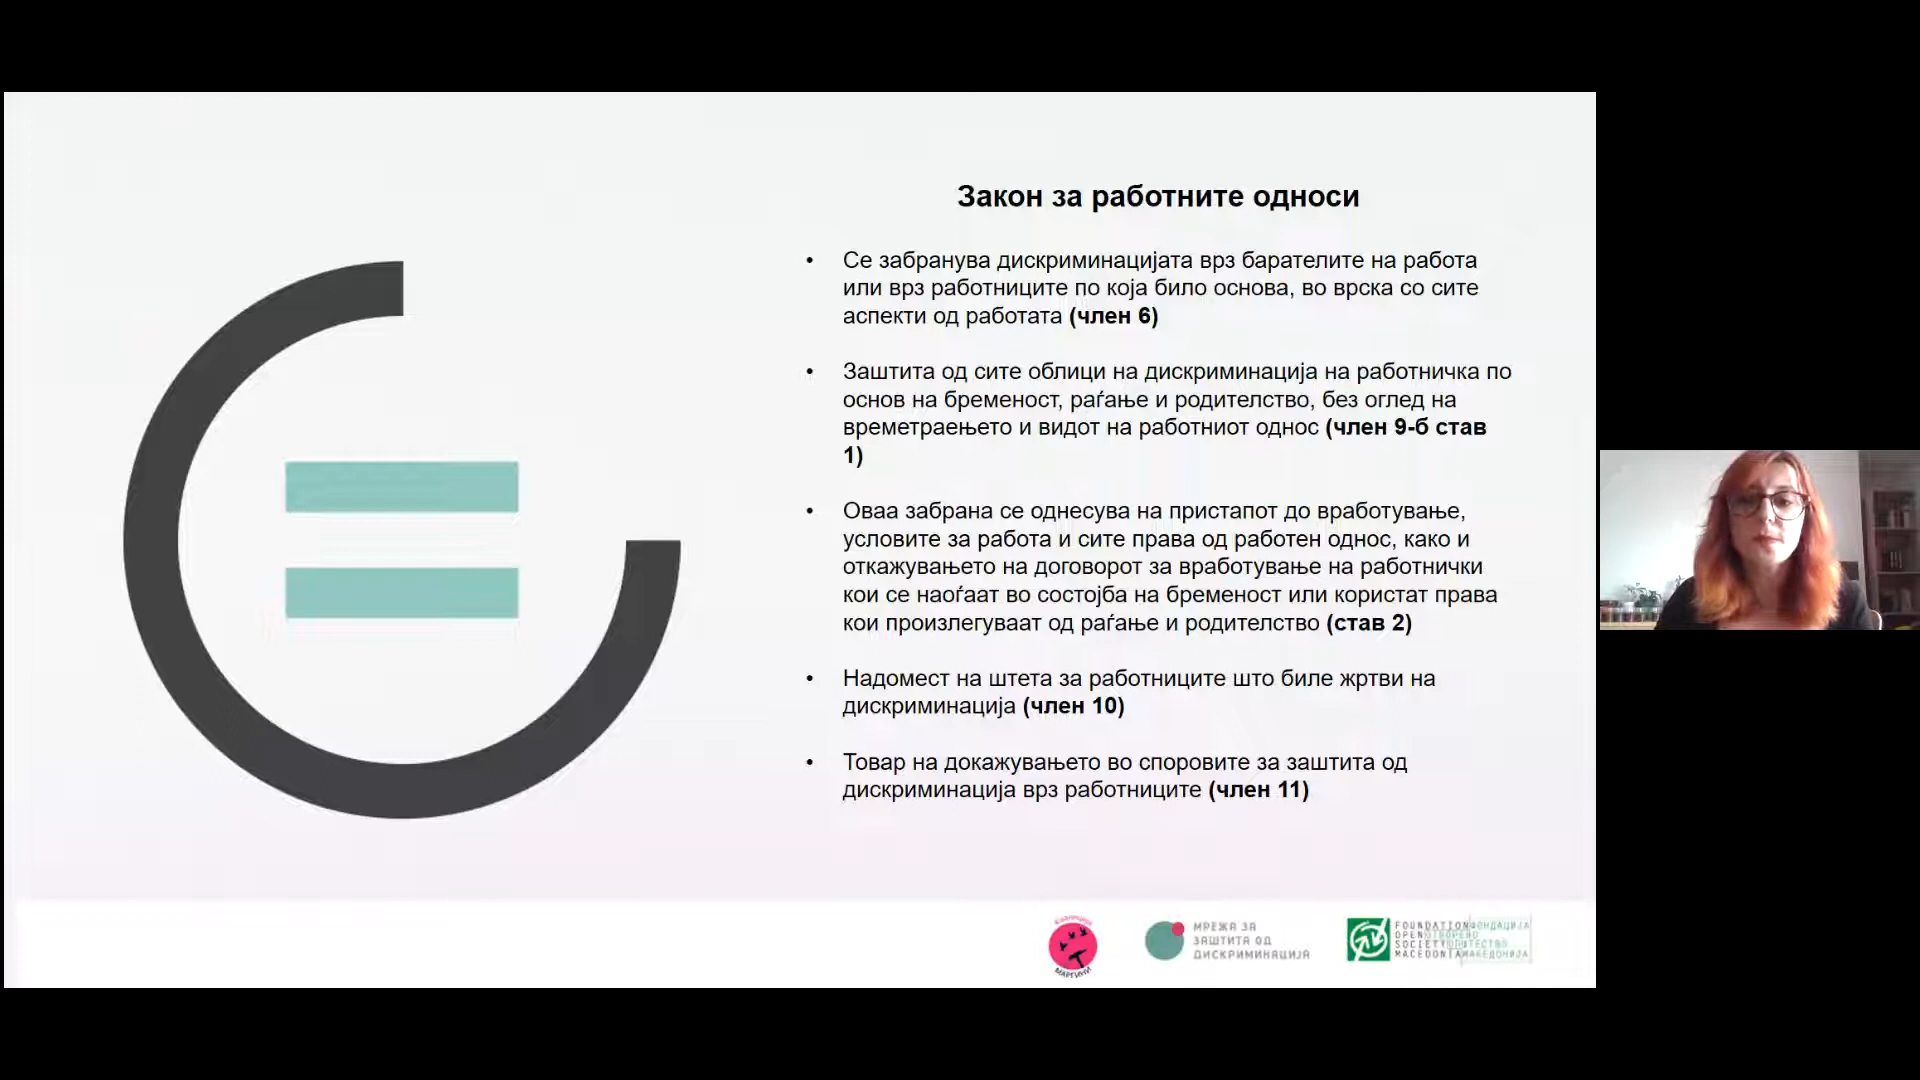 Закон за работните односи
• Се забранува дискриминацијата врз барателите на работа
или врз работниците по која било основа, во врска со сите
аспекти од работата (член 6)
• Заштита од сите облици на дискриминација на работничка по
основ на бременост, раѓање и родителство, без оглед на
времетраењето и видот на работниот однос (член 9-б став
1)
• Оваа забрана се однесува на пристапот до вработување,
условите за работа и сите права од работен однос, како и
откажувањето на договорот за вработување на работнички
кои се наоѓаат во состојба на бременост или користат права
кои произлегуваат од раѓање и родителство (став 2)
• Надомест на штета за работниците што биле жртви на
дискриминација (член 10)
• Товар на докажувањето во споровите за заштита од
дискриминација врз работниците (член 11)
Коалиција
МАРГИНИ
МРЕЖА ЗА
ЗАШТИТА ОД
ДИСКРИМИНАЦИЈА
FOUNDATION ФОНДАЦИЈА
OPEN ОТВОРЕНО
SOCIETY ОПШТЕСТВО
MACEDONIA МАКЕДОНИЈА